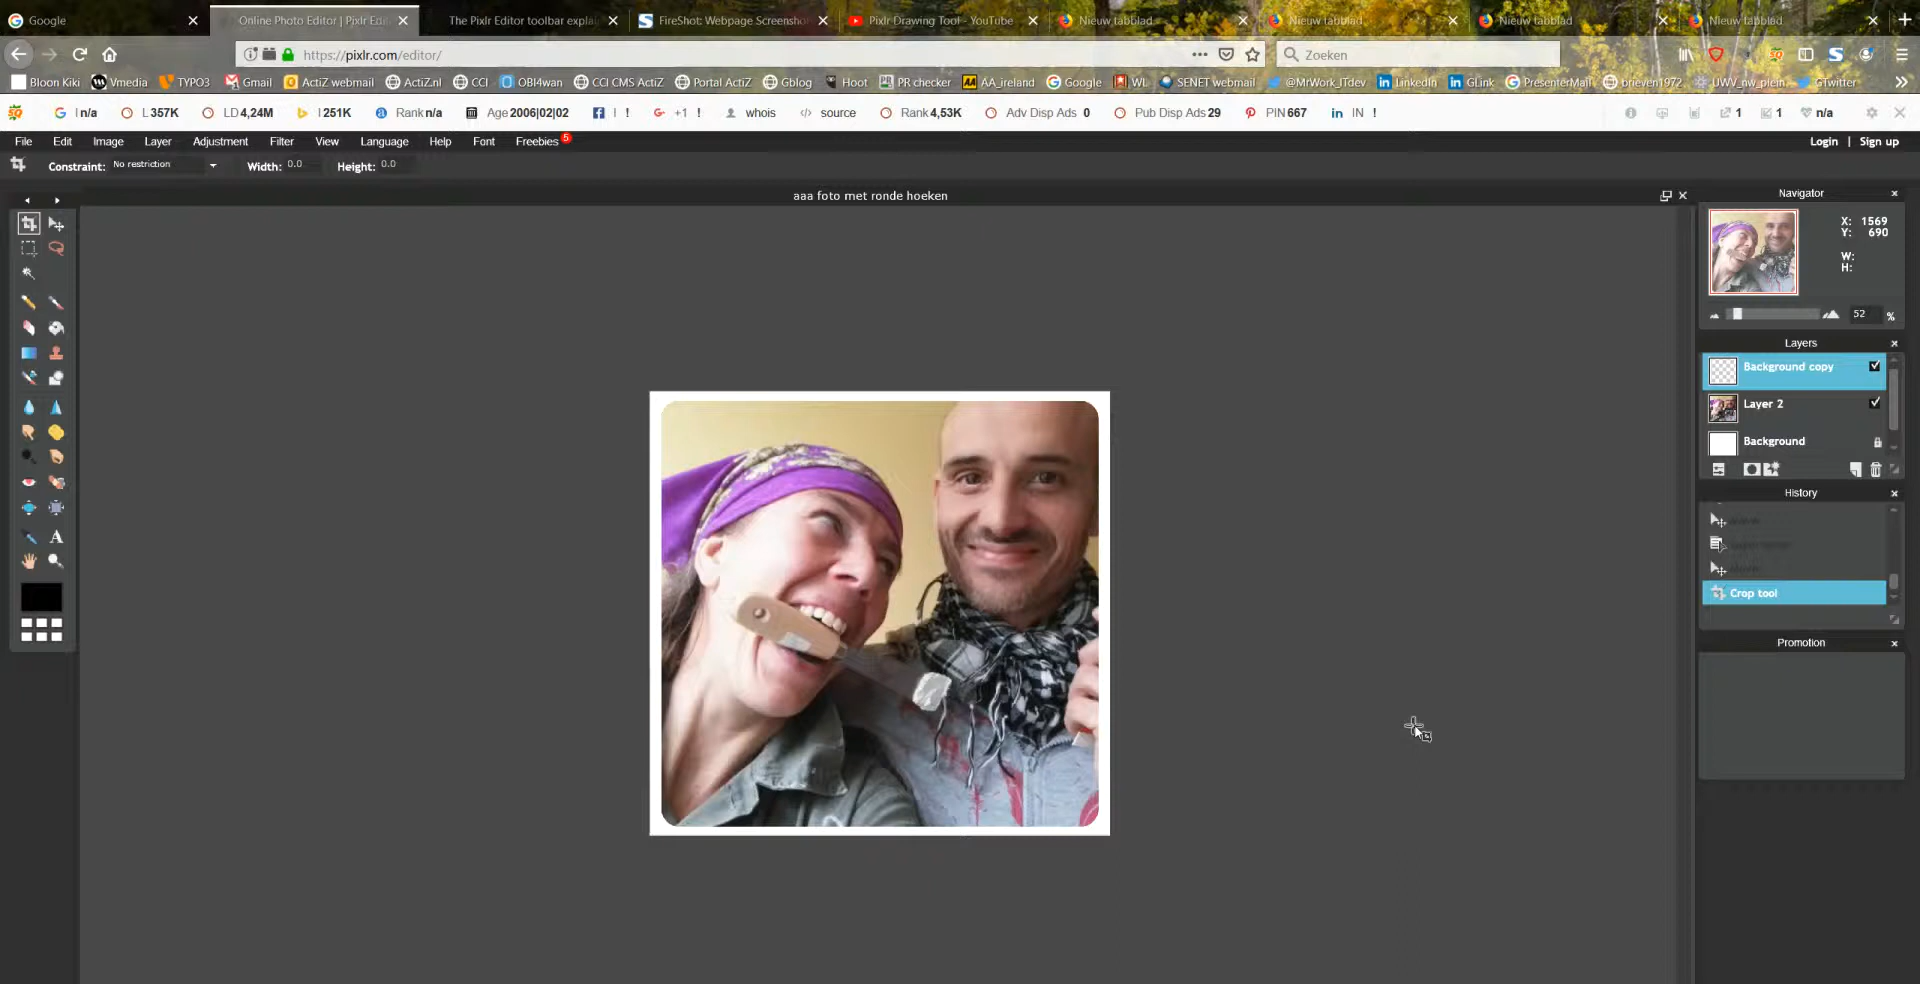 Google
Online Photo Editor | Pixlr Edi
The Pixlr Editor toolbar expla
FireShot: Webpage Screensho
Pixlr Drawing Tool - YouTube
Nieuw tabblad
Nieuw tabblad
Nieuw tabblad
Nieuw tabblad
https://pixlr.com/editor/
Zoeken
Bloon Kiki Vmedia TYPO3 Gmail ActiZ webmail ActiZ.nl CCI OBI4wan CCI CMS ActiZ Portal ActiZ Gblog Hoot PR checker AA_ireland Google WL SENET webmail @MrWork_ITdev LinkedIn GLink PresenterMail brieven1972 UWV_nw_plein GTwitter
I n/a L 357K LD 4,24M I 251K Rank n/a Age 2006|02|02 I ! +1 ! whois source Rank 4,53K Adv Disp Ads 0 Pub Disp Ads 29 PIN 667 IN ! 1 1 n/a
File Edit Image Layer Adjustment Filter View Language Help Font Freebies 5 Login | Sign up
Constraint: No restriction Width: 0.0 Height: 0.0
aaa foto met ronde hoeken
Navigator
X: 1569
Y: 690
W:
H:
52 %
Layers
Background copy
Layer 2
Background
History
Crop tool
Promotion